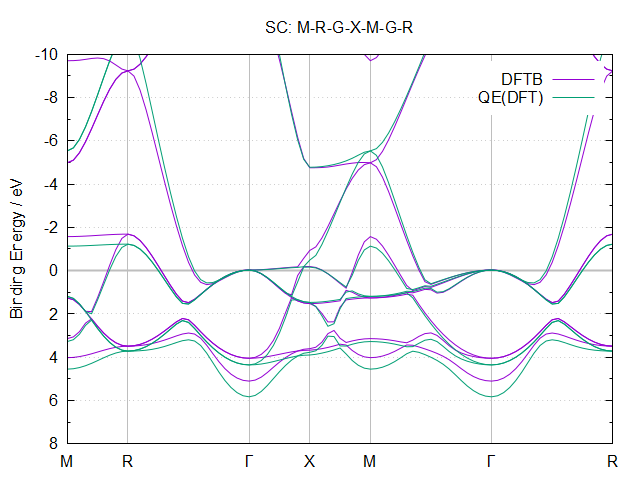 SC: M-R-G-X-M-G-R
-10
-8
-6
-4
-2
0
2
4
6
8
Binding Energy / eV
DFTB
QE(DFT)
M R Γ X M Γ R